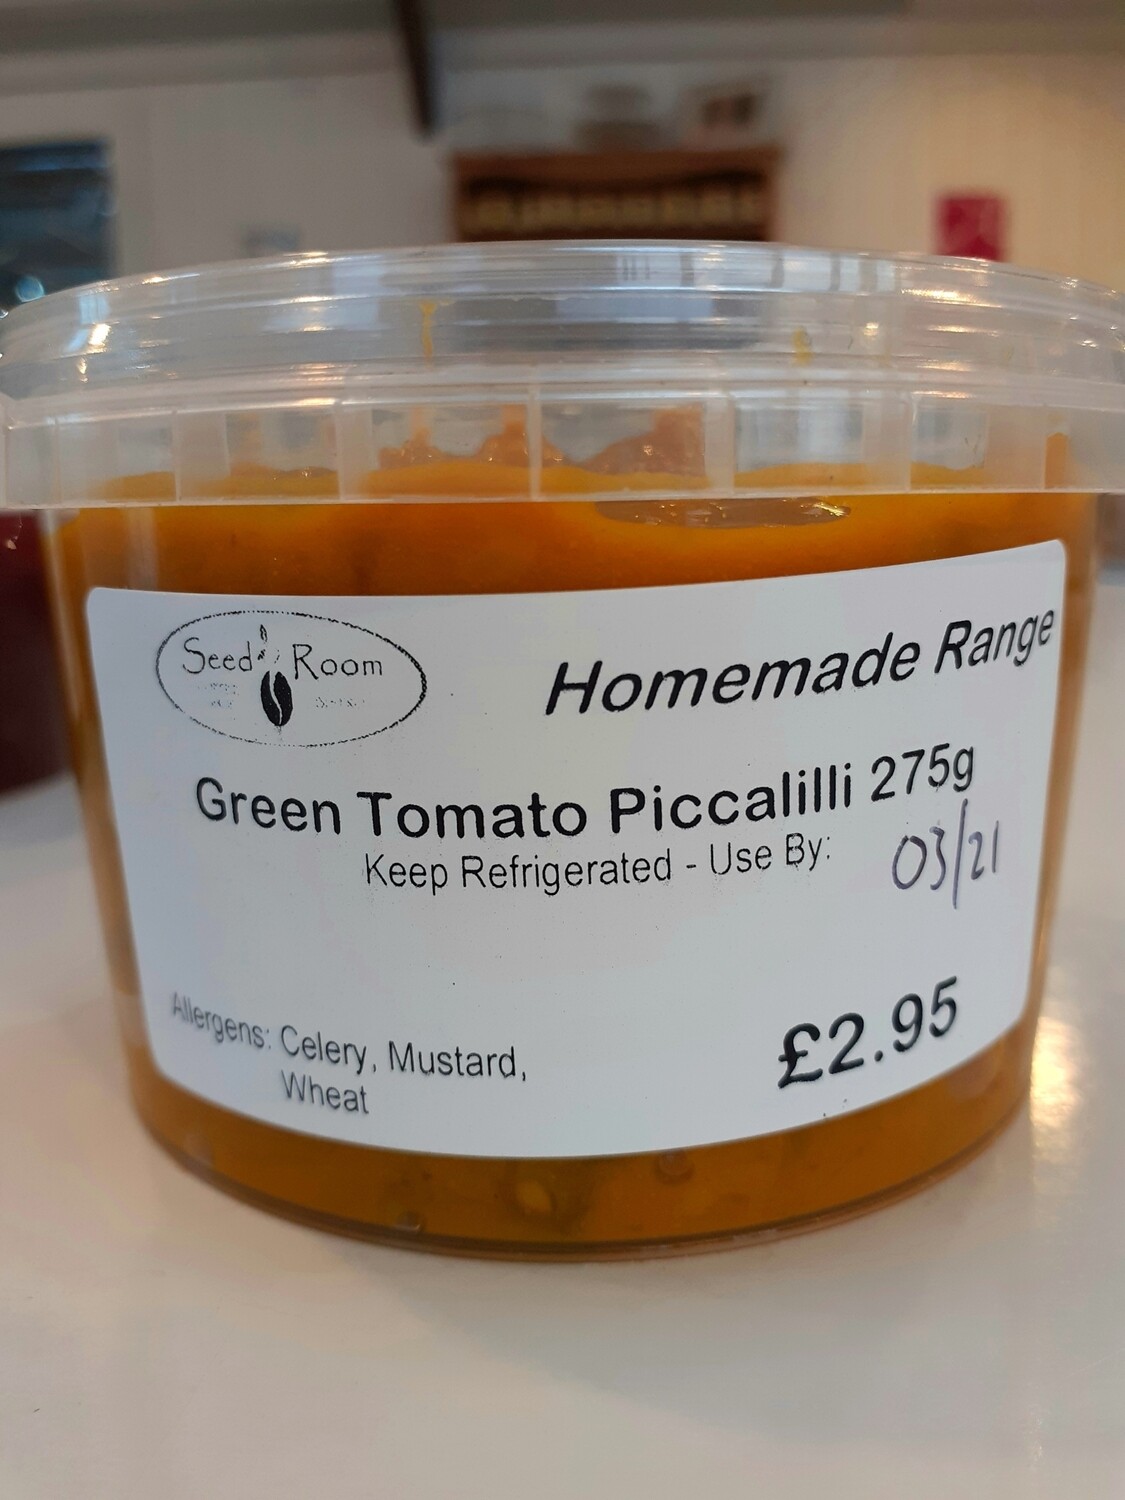 Seed Room
Homemade Range
Green Tomato Piccalilli 275g
Keep Refrigerated - Use By: 03/21
Allergens: Celery, Mustard,
Wheat
£2.95